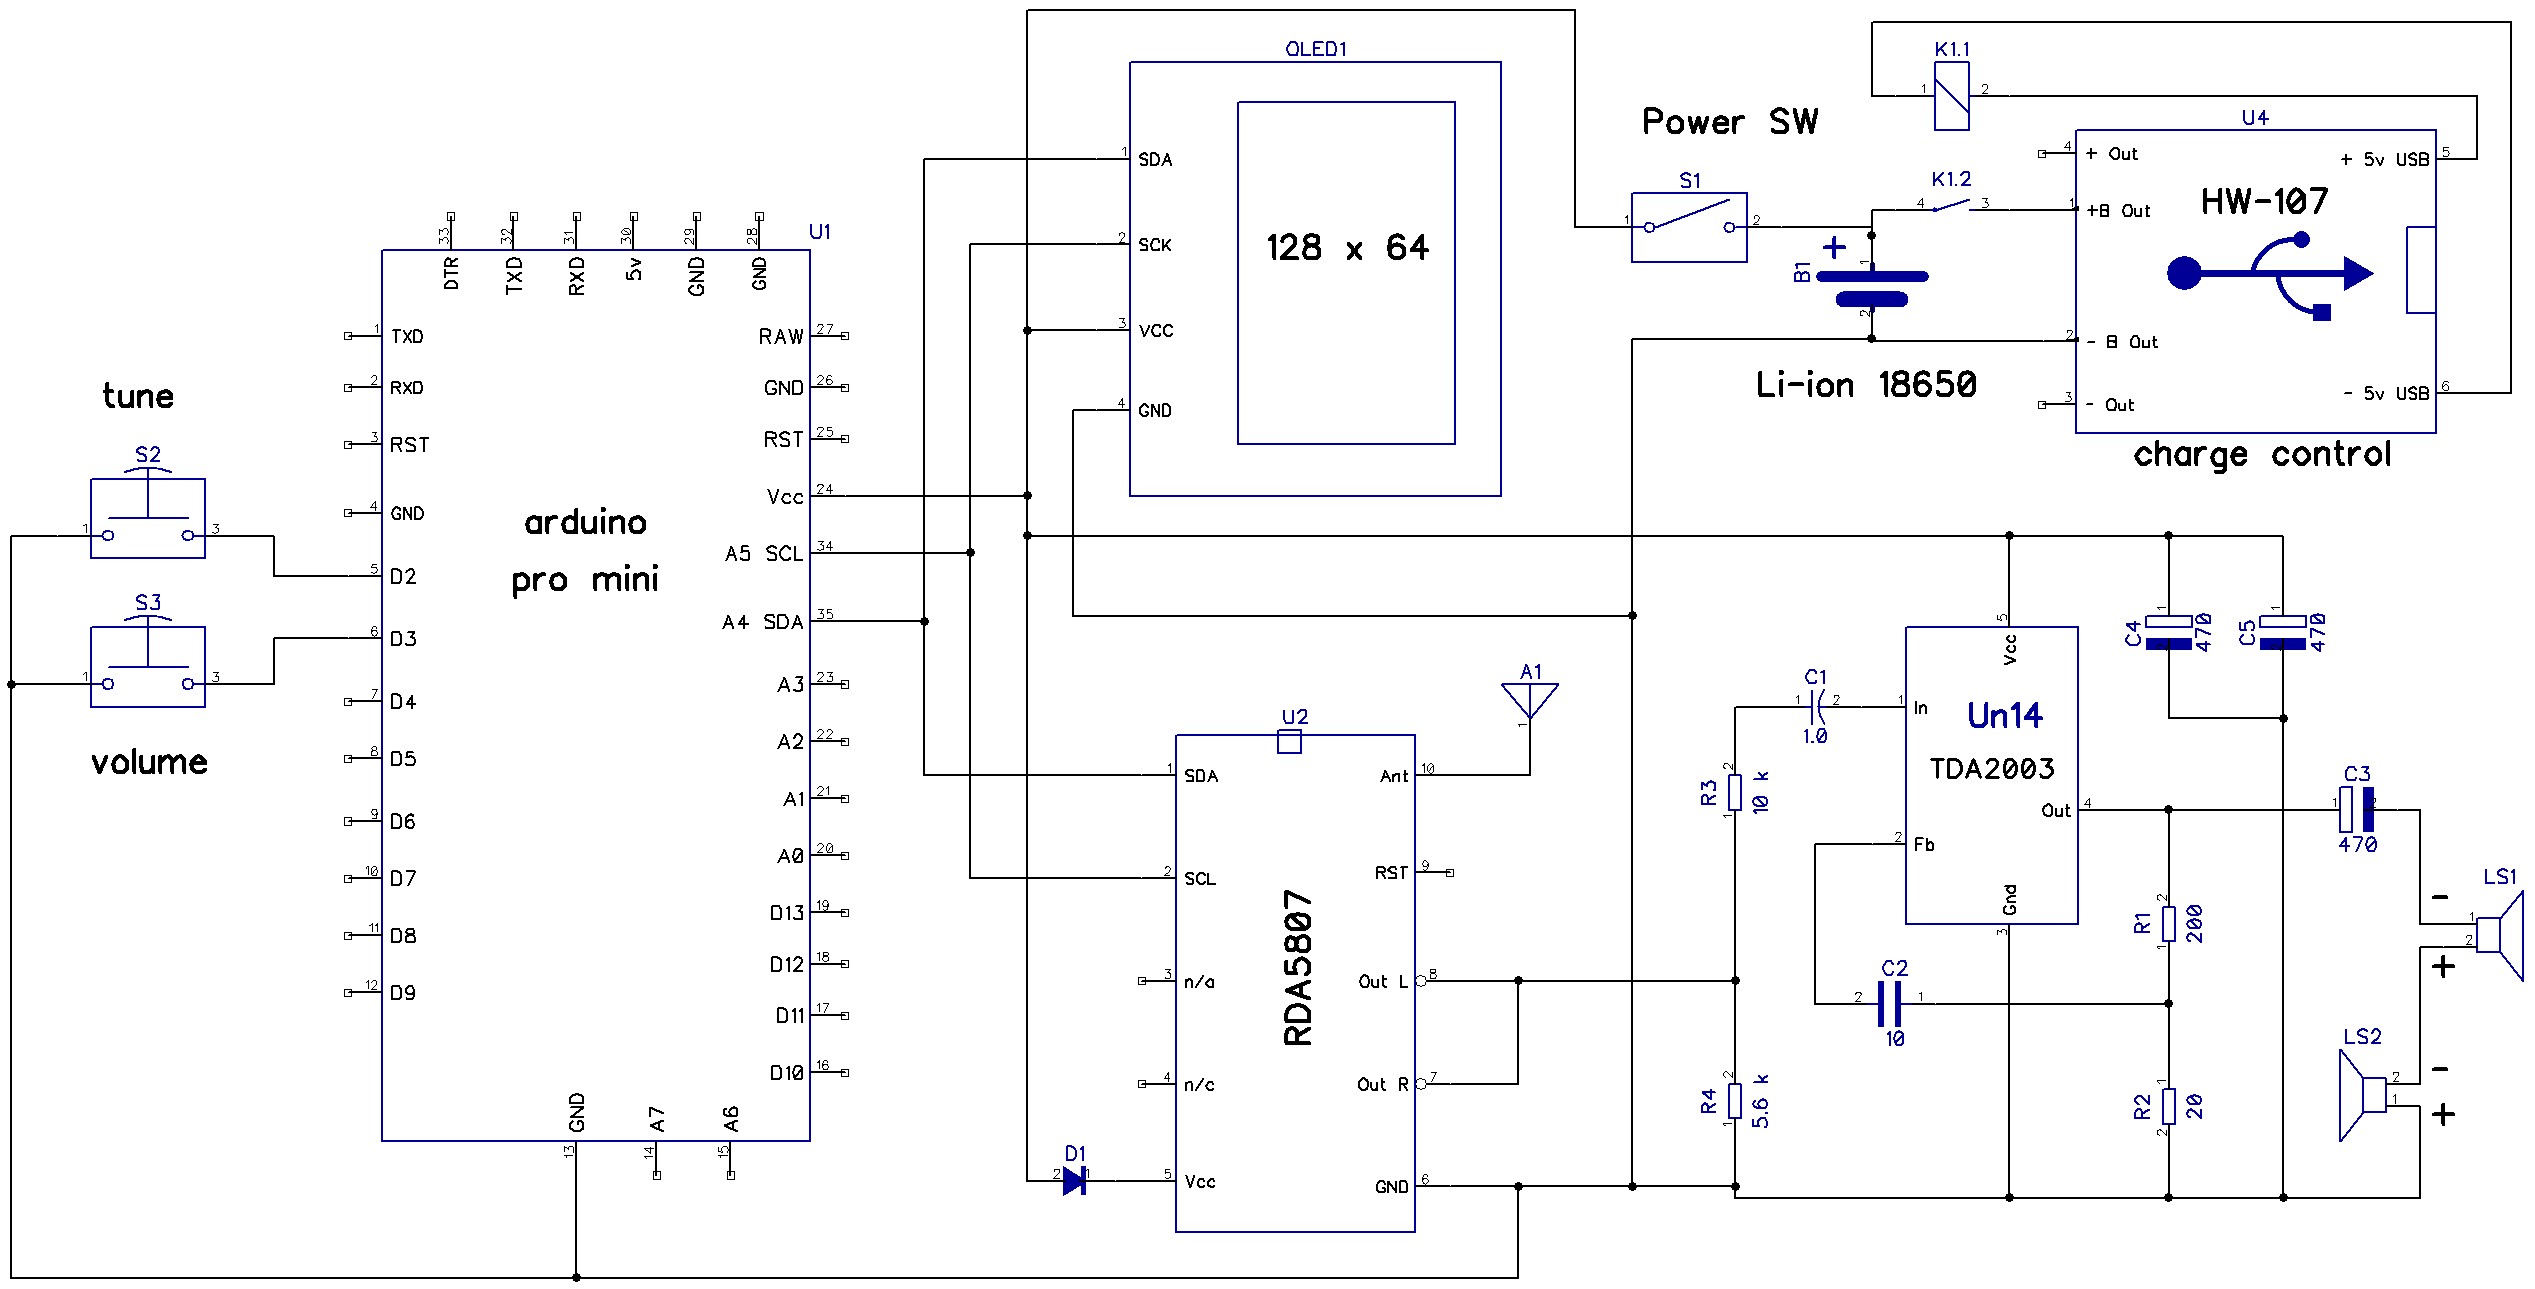 OLED1
128 x 64
1 SDA
2 SCK
3 VCC
4 GND
Power SW
S1
1 2
K1.1
1 2
K1.2
4 3
U4
HW-107
4 + Out
1 +B Out
2 - B Out
3 - Out
+ 5v USB 5
- 5v USB 6
charge control
+
B1
1
2
Li-ion 18650
U1
arduino
pro mini
33 32 31 30 29 28
DTR TXD RXD 5v GND GND
1 TXD
2 RXD
3 RST
4 GND
5 D2
6 D3
7 D4
8 D5
9 D6
10 D7
11 D8
12 D9
RAW 27
GND 26
RST 25
Vcc 24
A5 SCL 34
A4 SDA 35
A3 23
A2 22
A1 21
A0 20
D13 19
D12 18
D11 17
D10 16
GND A7 A6
13 14 15
tune
S2
1 3
S3
1 3
volume
U2
RDA5807
1 SDA
2 SCL
3 n/a
4 n/c
5 Vcc
Ant 10
RST 9
Out L 8
Out R 7
GND 6
A1
1
D1
2 1
R3
10 k
2
1
R4
5.6 k
2
1
C1
1 2
1.0
Un14
TDA2003
5
Vcc
1 In
2 Fb
Out 4
Gnd
3
C4
470
1
C5
470
1
C3
1 2
470
R1
200
2
1
C2
2 1
10
R2
20
1
2
LS1
-
1
2
+
LS2
-
2
1
+